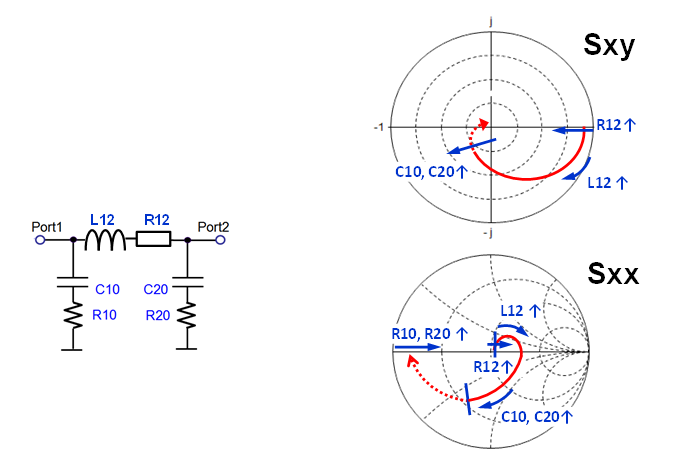 j
Sxy
-1
R12↑
C10, C20↑
L12 ↑
-j
Port1
L12
R12
Port2
C10
C20
R10
R20
Sxx
L12 ↑
R10, R20 ↑
R12↑
C10, C20↑